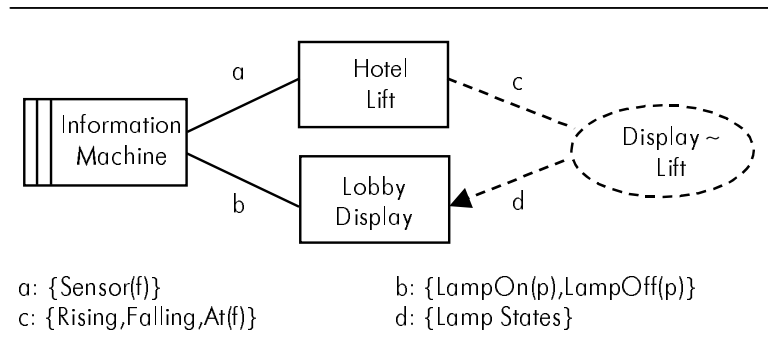 a
Hotel
Lift
c
Information
Machine
Display ~
Lift
b
Lobby
Display
d
a: {Sensor(f)}
b: {LampOn(p),LampOff(p)}
c: {Rising,Falling,At(f)}
d: {Lamp States}